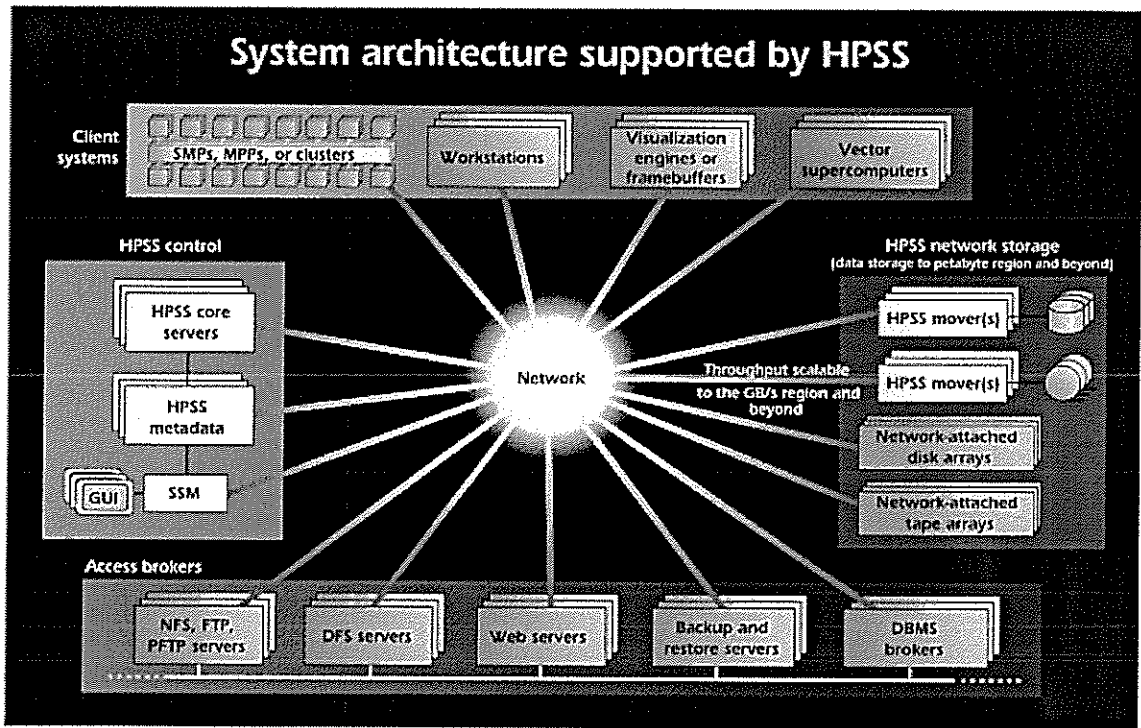 System architecture supported by HPSS
Client
systems
SMPs, MPPs, or clusters
Workstations
Visualization
engines or
framebuffers
Vector
supercomputers
HPSS control
HPSS core
servers
HPSS
metadata
GUI
SSM
Network
Throughput scalable
to the GB/s region and
beyond
HPSS network storage
(data storage to petabyte region and beyond)
HPSS mover(s)
HPSS mover(s)
Network-attached
disk arrays
Network-attached
tape arrays
Access brokers
NFS, FTP,
PFTP servers
DFS servers
Web servers
Backup and
restore servers
DBMS
brokers